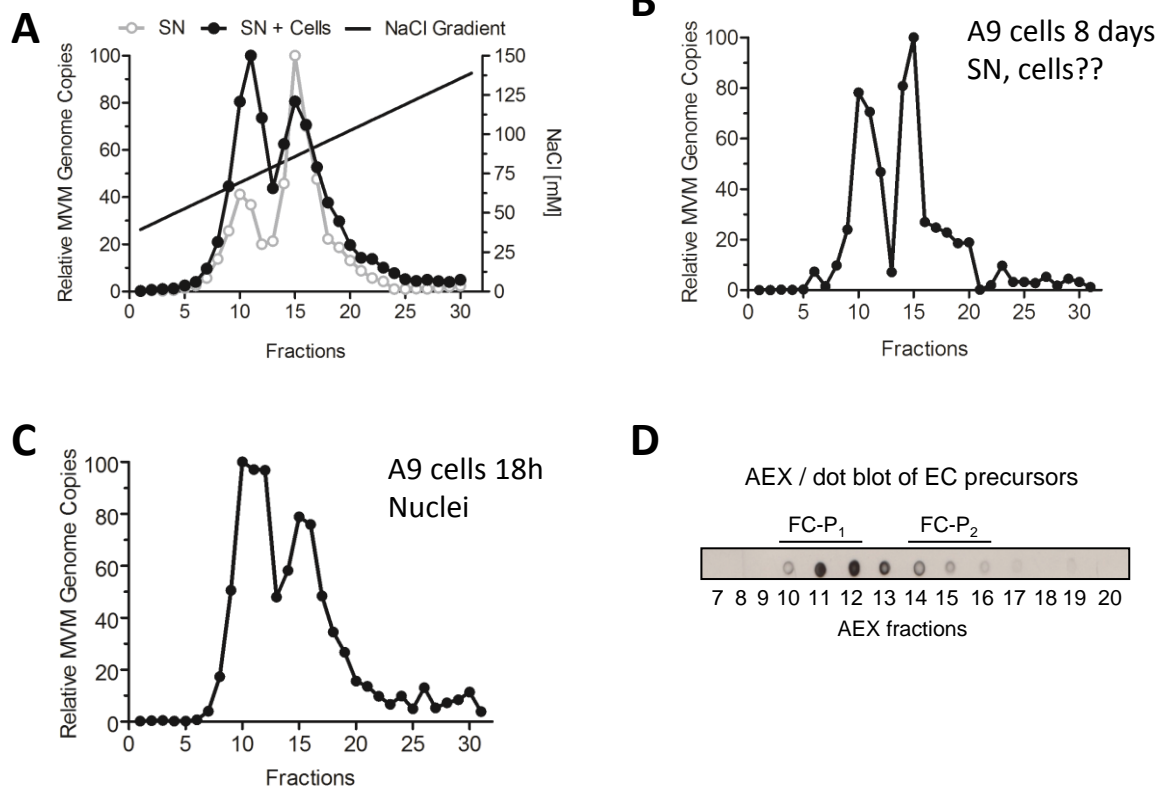 A
SN SN + Cells NaCl Gradient
Relative MVM Genome Copies
100
80
60
40
20
0
150
125
100
75
50
25
0
NaCl [mM]
0 5 10 15 20 25 30
Fractions
B
A9 cells 8 days
SN, cells??
Relative MVM Genome Copies
100
80
60
40
20
0
0 5 10 15 20 25 30
Fractions
C
A9 cells 18h
Nuclei
Relative MVM Genome Copies
100
80
60
40
20
0
0 5 10 15 20 25 30
Fractions
D
AEX / dot blot of EC precursors
FC-P₁ FC-P₂
7 8 9 10 11 12 13 14 15 16 17 18 19 20
AEX fractions